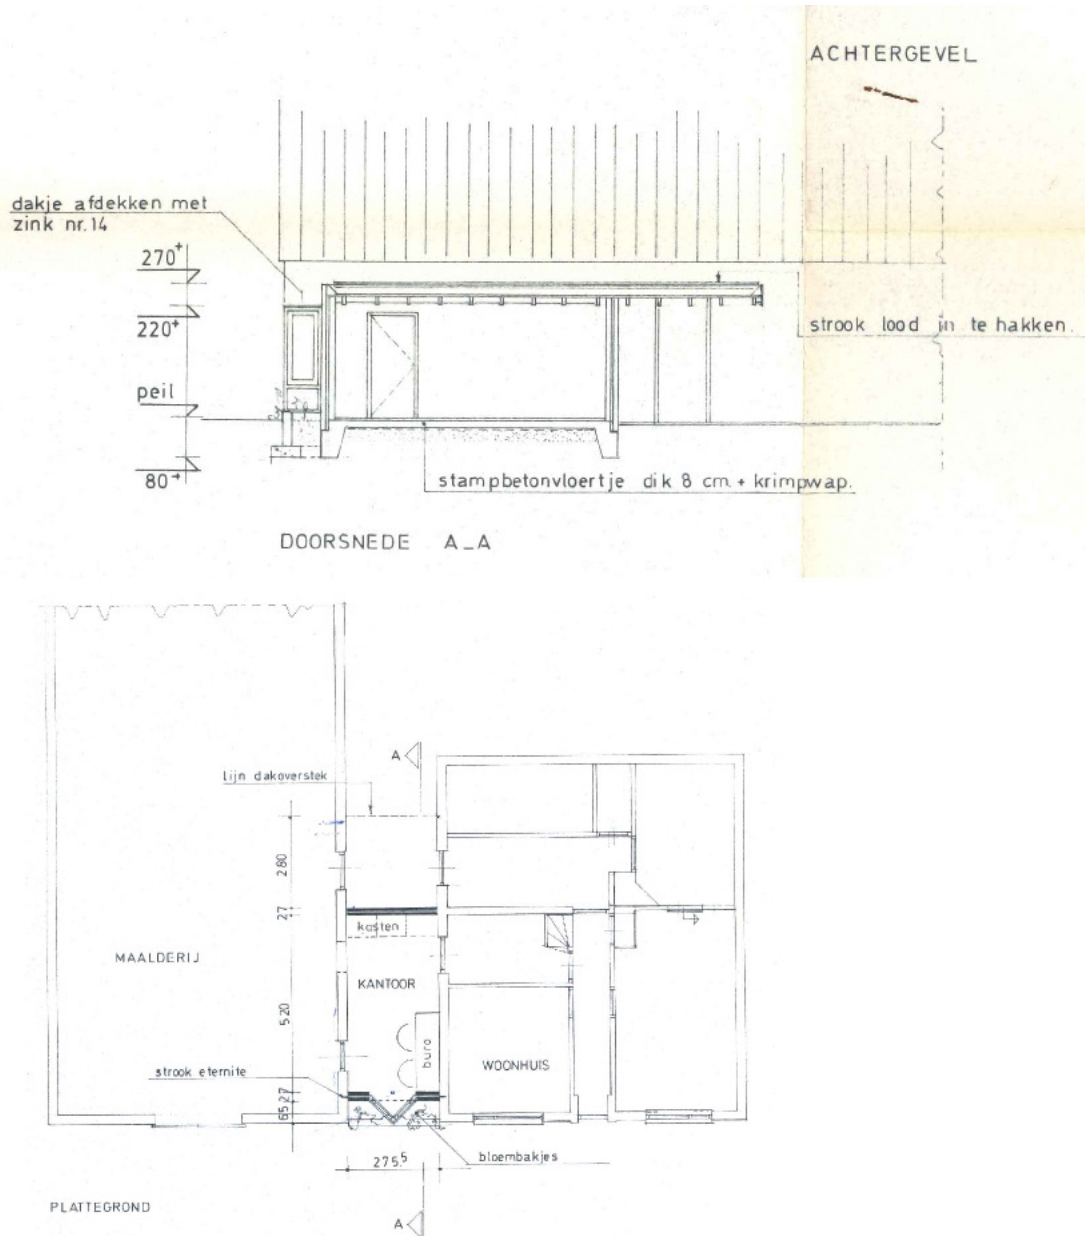 ACHTERGEVEL
dakje afdekken met
zink nr. 14
270+
220+
peil
80-+
strook lood in te hakken.
stampbetonvloertje dik 8 cm. + krimpwap.
DOORSNEDE A_A
A
lijn dakoverstek
280
27
kasten
MAALDERIJ
KANTOOR
520
buro
WOONHUIS
strook eternite
27
65
275.5
bloembakjes
PLATTEGROND
A